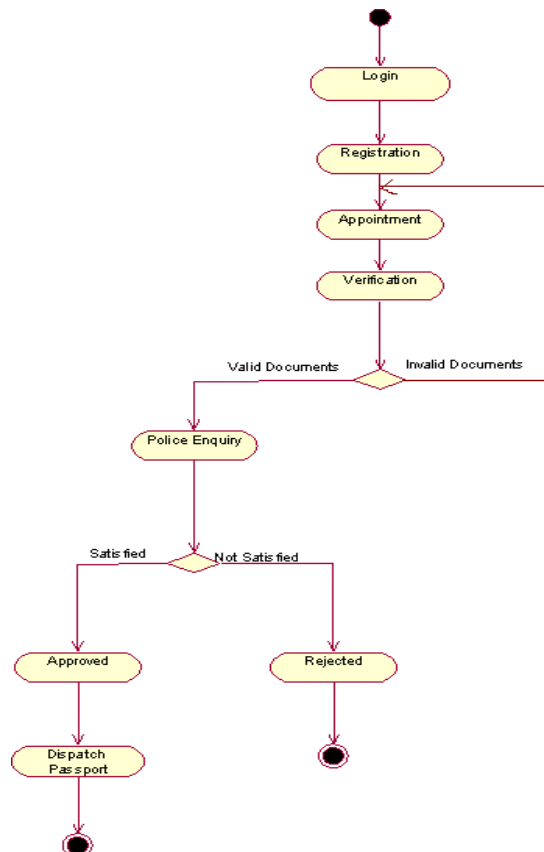 Login
Registration
Appointment
Verification
Valid Documents
Invalid Documents
Police Enquiry
Satisfied
Not Satisfied
Approved
Rejected
Dispatch
Passport